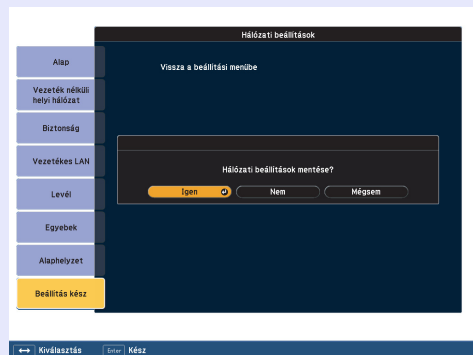 Hálózati beállítások
Alap
Vissza a beállítási menübe
Vezeték nélküli
helyi hálózat
Biztonság
Vezetékes LAN
Hálózati beállítások mentése?
Igen
Nem
Mégsem
Levél
Egyebek
Alaphelyzet
Beállítás kész
Kiválasztás
Enter
Kész